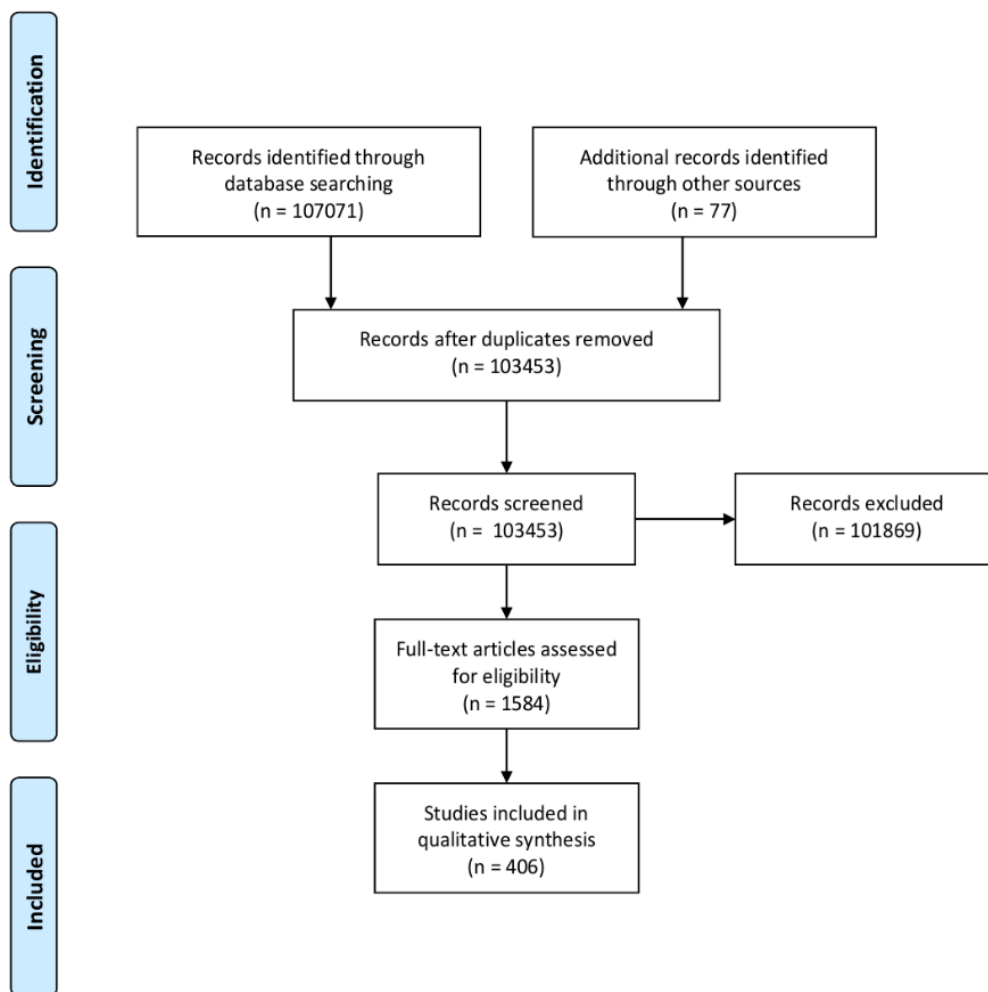 Identification
Records identified through
database searching
(n = 107071)
Additional records identified
through other sources
(n = 77)
Screening
Records after duplicates removed
(n = 103453)
Records screened
(n =  103453)
Records excluded
(n = 101869)
Eligibility
Full-text articles assessed
for eligibility
(n = 1584)
Included
Studies included in
qualitative synthesis
(n = 406)